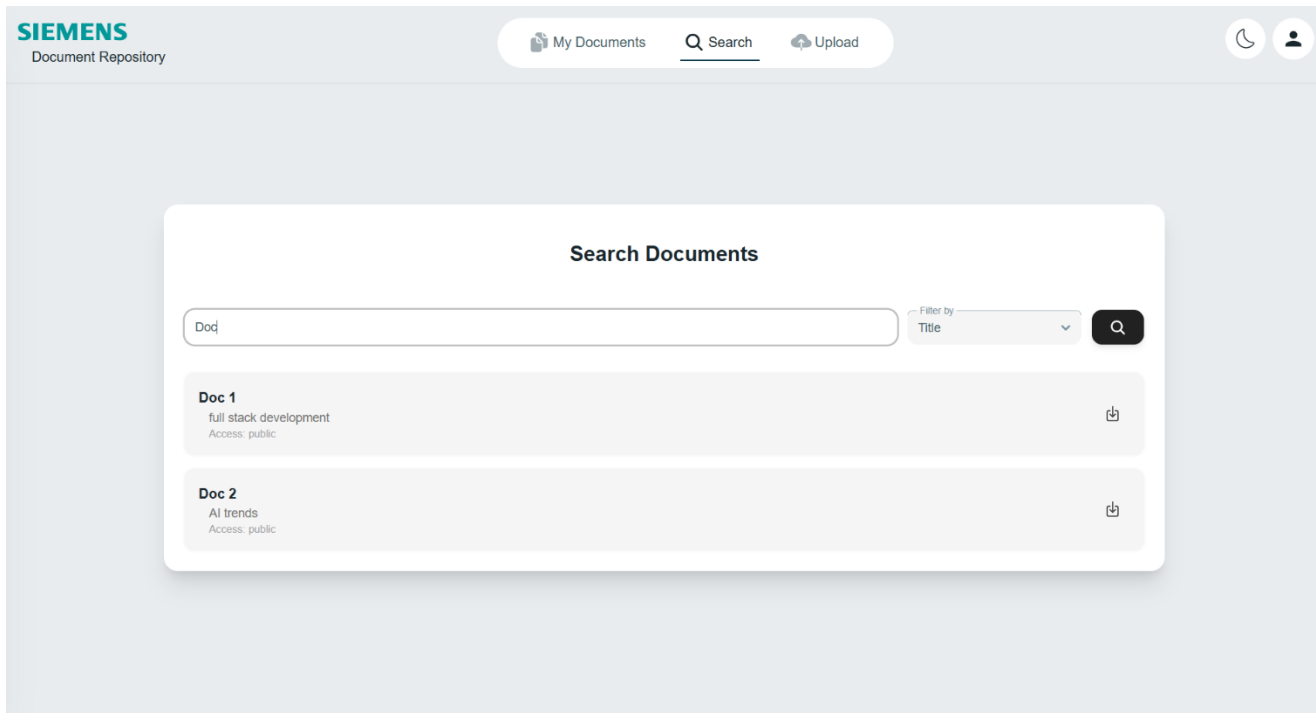 SIEMENS
Document Repository
My Documents
Search
Upload
Search Documents
Doc
Filter by
Title
Doc 1
full stack development
Access: public
Doc 2
AI trends
Access: public